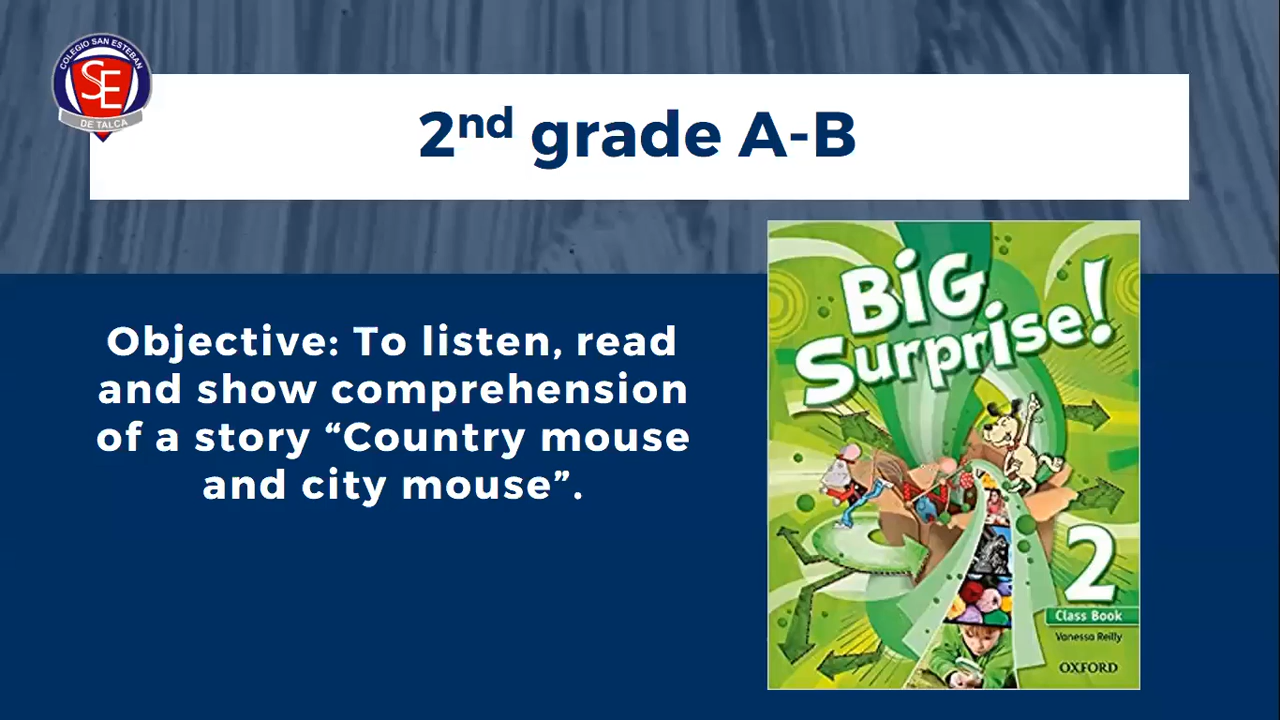 COLEGIO SAN ESTEBAN
SE
DE TALCA
2nd grade A-B
Objective: To listen, read
and show comprehension
of a story “Country mouse
and city mouse”.
BiG
Surprise!
2
Class Book
Vanessa Reilly
OXFORD